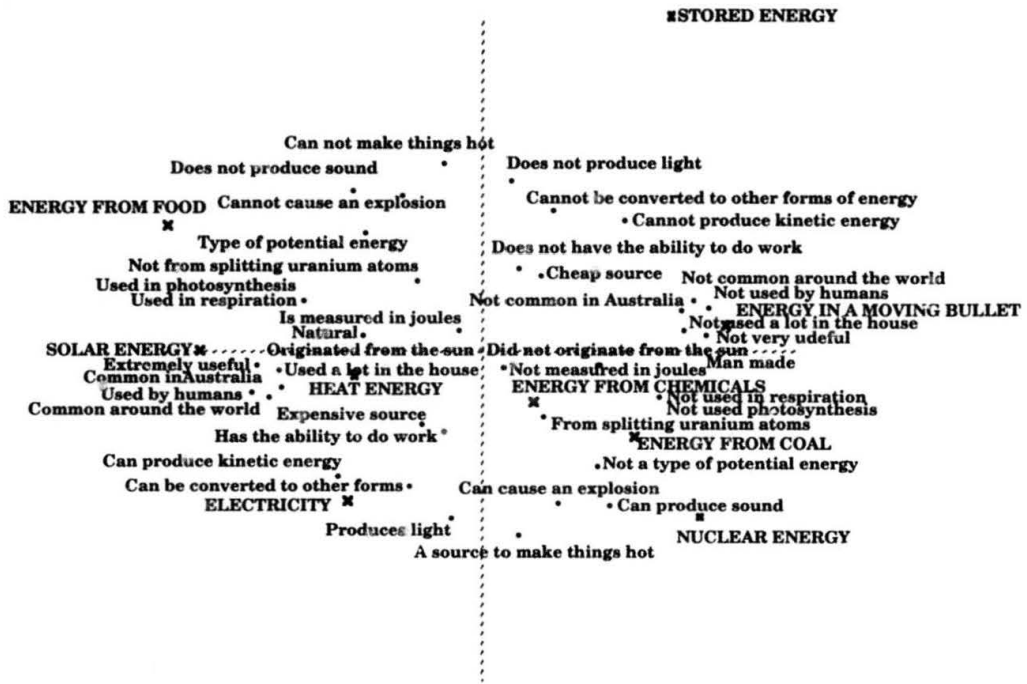 STORED ENERGY
Can not make things hot
Does not produce light
Does not produce sound
Cannot be converted to other forms of energy
ENERGY FROM FOOD
Cannot cause an explosion
Cannot produce kinetic energy
Type of potential energy
Does not have the ability to do work
Not from splitting uranium atoms
Cheap source
Not common around the world
Used in photosynthesis
Not used by humans
Used in respiration
Not common in Australia
ENERGY IN A MOVING BULLET
Is measured in joules
Not used a lot in the house
Natural
Not very udeful
SOLAR ENERGY
Originated from the sun
Did not originate from the sun
Man made
Extremely useful
Used a lot in the house
Not measured in joules
Common inAustralia
HEAT ENERGY
ENERGY FROM CHEMICALS
Used by humans
Not used in respiration
Common around the world
Not used photosynthesis
Expensive source
From splitting uranium atoms
Has the ability to do work
ENERGY FROM COAL
Can produce kinetic energy
Not a type of potential energy
Can be converted to other forms
Can cause an explosion
ELECTRICITY
Can produce sound
Produces light
NUCLEAR ENERGY
A source to make things hot